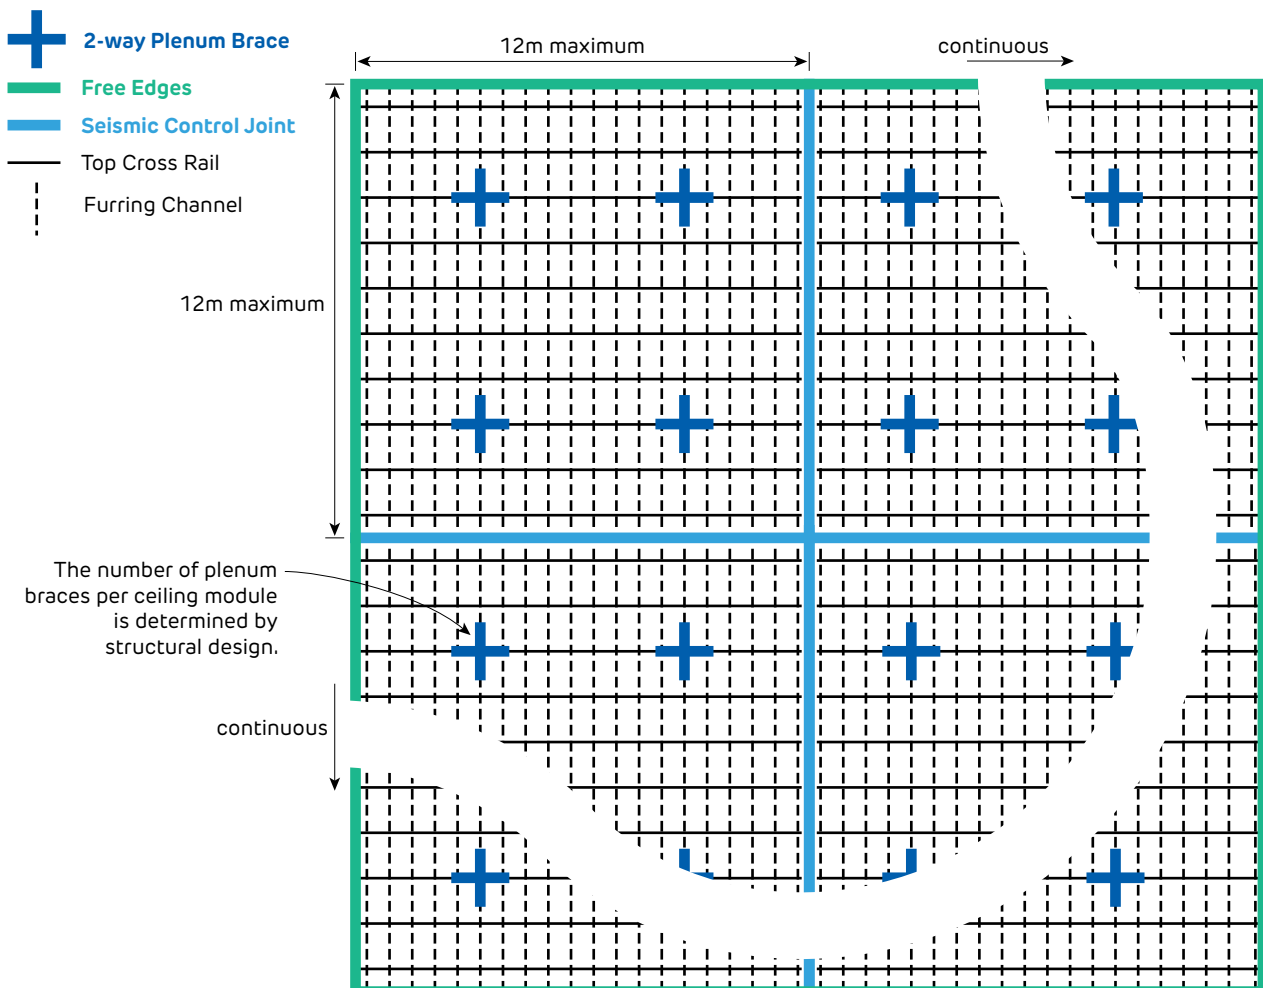 2-way Plenum Brace
Free Edges
Seismic Control Joint
Top Cross Rail
Furring Channel
12m maximum
continuous
12m maximum
The number of plenum
braces per ceiling module
is determined by
structural design.
continuous